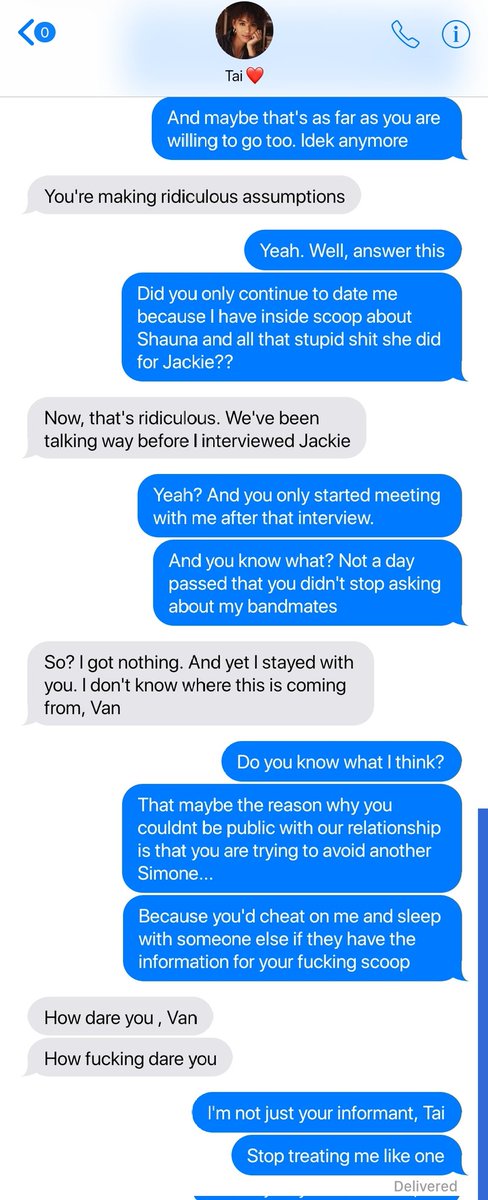 0
Tai ❤️
And maybe that's as far as you are
willing to go too. Idek anymore
You're making ridiculous assumptions
Yeah. Well, answer this
Did you only continue to date me
because I have inside scoop about
Shauna and all that stupid shit she did
for Jackie??
Now, that's ridiculous. We've been
talking way before I interviewed Jackie
Yeah? And you only started meeting
with me after that interview.
And you know what? Not a day
passed that you didn't stop asking
about my bandmates
So? I got nothing. And yet I stayed with
you. I don't know where this is coming
from, Van
Do you know what I think?
That maybe the reason why you
couldnt be public with our relationship
is that you are trying to avoid another
Simone...
Because you'd cheat on me and sleep
with someone else if they have the
information for your fucking scoop
How dare you , Van
How fucking dare you
I'm not just your informant, Tai
Stop treating me like one
Delivered